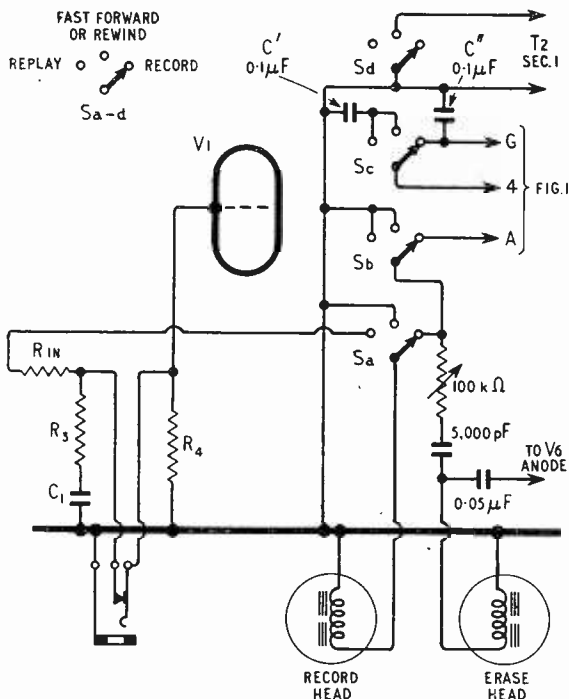 FAST FORWARD
OR REWIND
REPLAY RECORD
Sa-d
C' 0·1μF
C" 0·1μF
Sd
T2
SEC.1
V1
Sc
G
4
FIG.1
Sb
A
RIN
Sa
100 kΩ
R3
R4
5,000 pF
C1
TO V6
ANODE
0·05μF
RECORD
HEAD
ERASE
HEAD